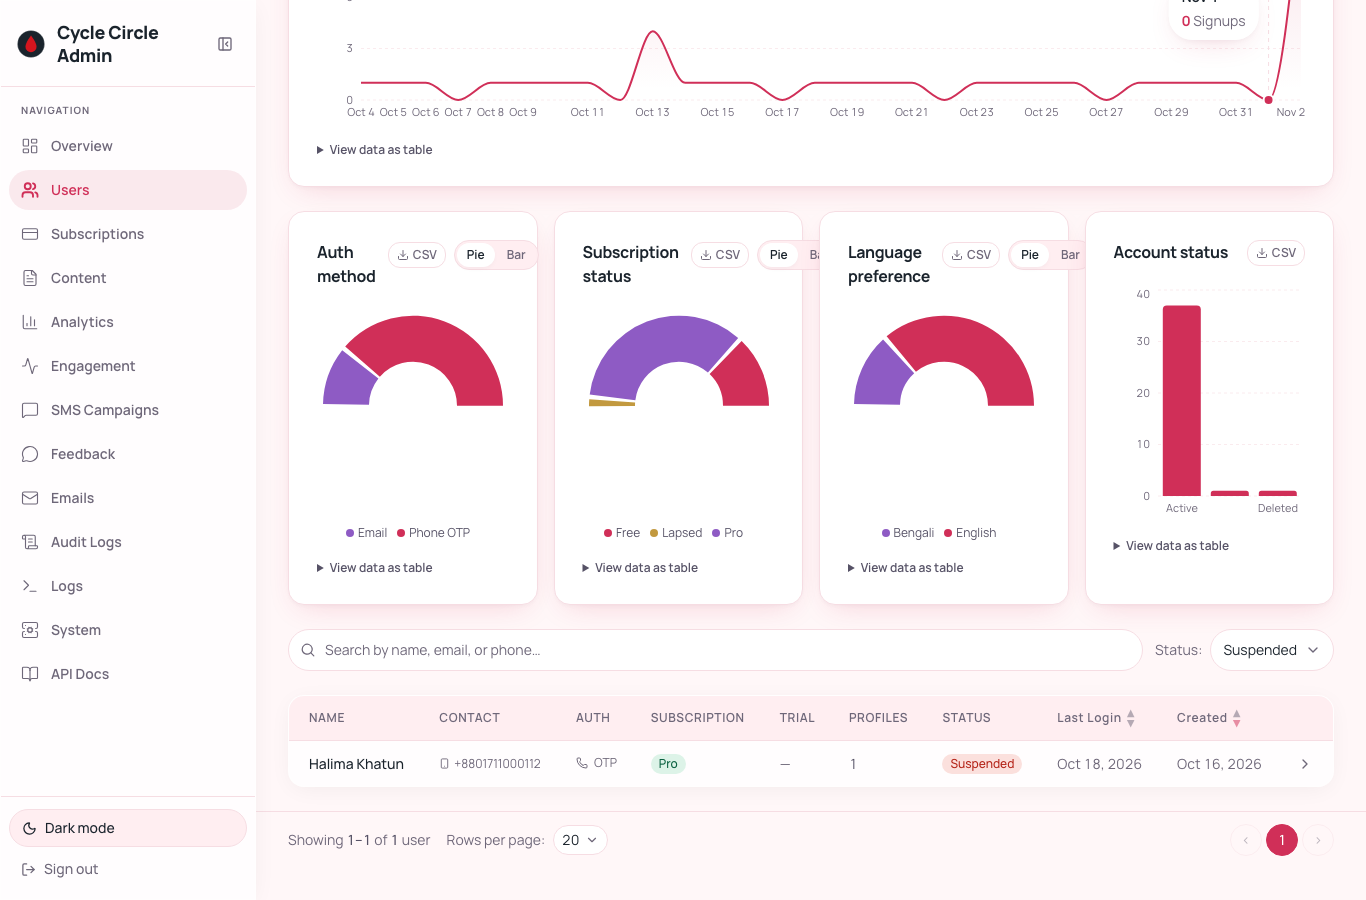 Cycle Circle
Admin
NAVIGATION
Overview
Users
Subscriptions
Content
Analytics
Engagement
SMS Campaigns
Feedback
Emails
Audit Logs
Logs
System
API Docs
Dark mode
Sign out
0 Signups
3
0
Oct 4 Oct 5 Oct 6 Oct 7 Oct 8 Oct 9 Oct 11 Oct 13 Oct 15 Oct 17 Oct 19 Oct 21 Oct 23 Oct 25 Oct 27 Oct 29 Oct 31 Nov 2
View data as table
Auth
method
CSV
Pie Bar
Email Phone OTP
View data as table
Subscription
status
CSV
Pie
Free Lapsed Pro
View data as table
Language
preference
CSV
Pie Bar
Bengali English
View data as table
Account status
CSV
40
30
20
10
0
Active Deleted
View data as table
Search by name, email, or phone...
Status: Suspended
NAME CONTACT AUTH SUBSCRIPTION TRIAL PROFILES STATUS Last Login Created
Halima Khatun +8801711000112 OTP Pro — 1 Suspended Oct 18, 2026 Oct 16, 2026
Showing 1–1 of 1 user Rows per page: 20
1